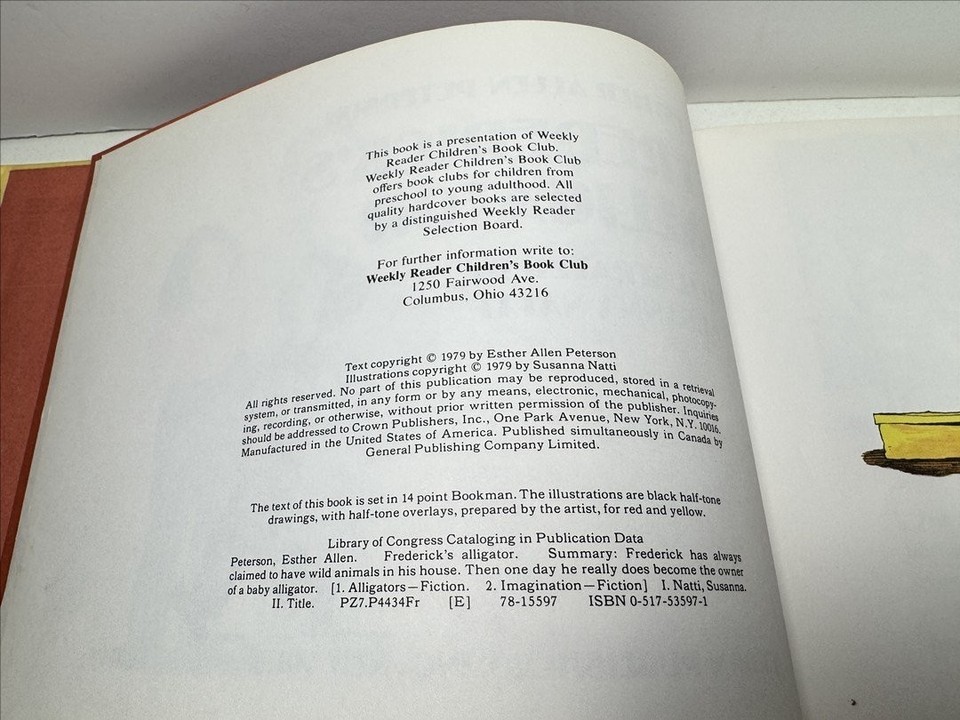 This book is a presentation of Weekly
Reader Children's Book Club.
Weekly Reader Children's Book Club
offers book clubs for children from
preschool to young adulthood. All
quality hardcover books are selected
by a distinguished Weekly Reader
Selection Board.
For further information write to:
Weekly Reader Children's Book Club
1250 Fairwood Ave.
Columbus, Ohio 43216
Text copyright © 1979 by Esther Allen Peterson
Illustrations copyright © 1979 by Susanna Natti
All rights reserved. No part of this publication may be reproduced, stored in a retrieval
system, or transmitted, in any form or by any means, electronic, mechanical, photocopy-
ing, recording, or otherwise, without prior written permission of the publisher. Inquiries
should be addressed to Crown Publishers, Inc., One Park Avenue, New York, N.Y. 10016.
Manufactured in the United States of America. Published simultaneously in Canada by
General Publishing Company Limited.
The text of this book is set in 14 point Bookman. The illustrations are black half-tone
drawings, with half-tone overlays, prepared by the artist, for red and yellow.
Library of Congress Cataloging in Publication Data
Peterson, Esther Allen. Frederick's alligator. Summary: Frederick has always
claimed to have wild animals in his house. Then one day he really does become the owner
of a baby alligator. [1. Alligators—Fiction. 2. Imagination—Fiction] I. Natti, Susanna.
II. Title. PZ7.P4434Fr [E] 78-15597 ISBN 0-517-53597-1